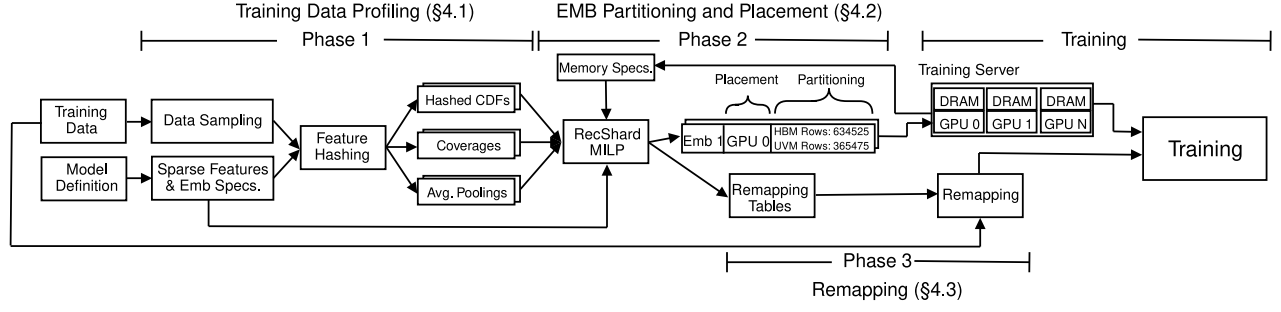 Training Data Profiling (§4.1)
EMB Partitioning and Placement (§4.2)
Phase 1
Phase 2
Training
Memory Specs.
Placement
Partitioning
Training Server
Training
Data
Data Sampling
Model
Definition
Sparse Features
& Emb Specs.
Feature
Hashing
Hashed CDFs
Coverages
Avg. Poolings
RecShard
MILP
Emb 1
GPU 0
HBM Rows: 634525
UVM Rows: 365475
Remapping
Tables
DRAM
DRAM
DRAM
GPU 0
GPU 1
GPU N
Remapping
Training
Phase 3
Remapping (§4.3)